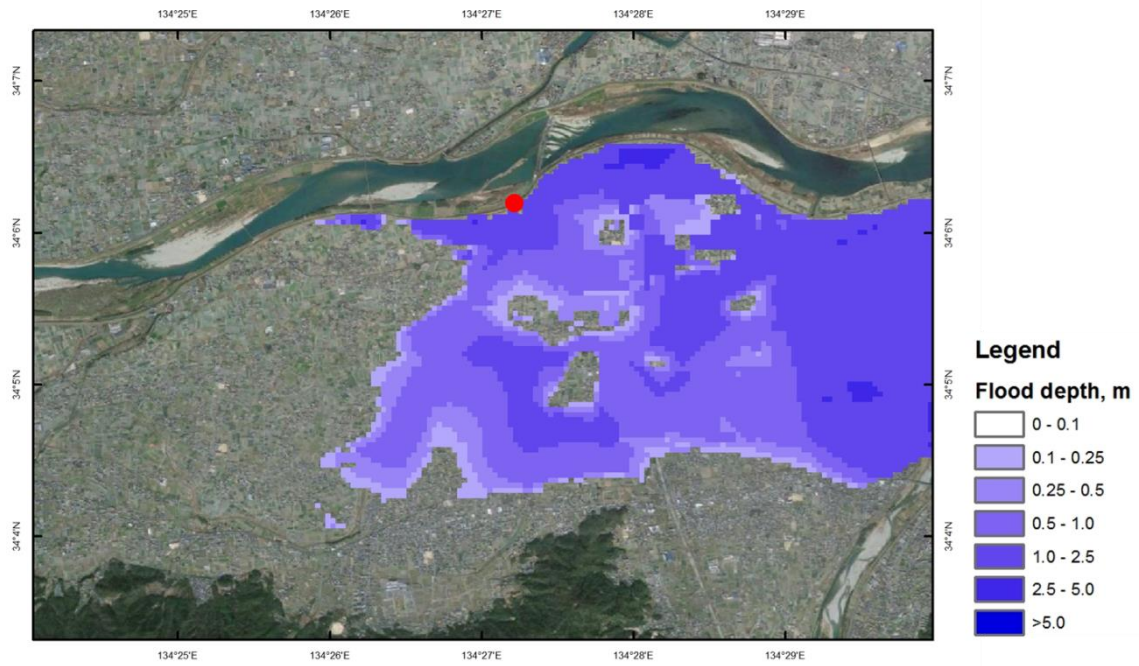 134°25'E 134°26'E 134°27'E 134°28'E 134°29'E
34°7'N 34°7'N
34°6'N 34°6'N
34°5'N 34°5'N
34°4'N 34°4'N
Legend
Flood depth, m
0 - 0.1
0.1 - 0.25
0.25 - 0.5
0.5 - 1.0
1.0 - 2.5
2.5 - 5.0
>5.0
134°25'E 134°26'E 134°27'E 134°28'E 134°29'E